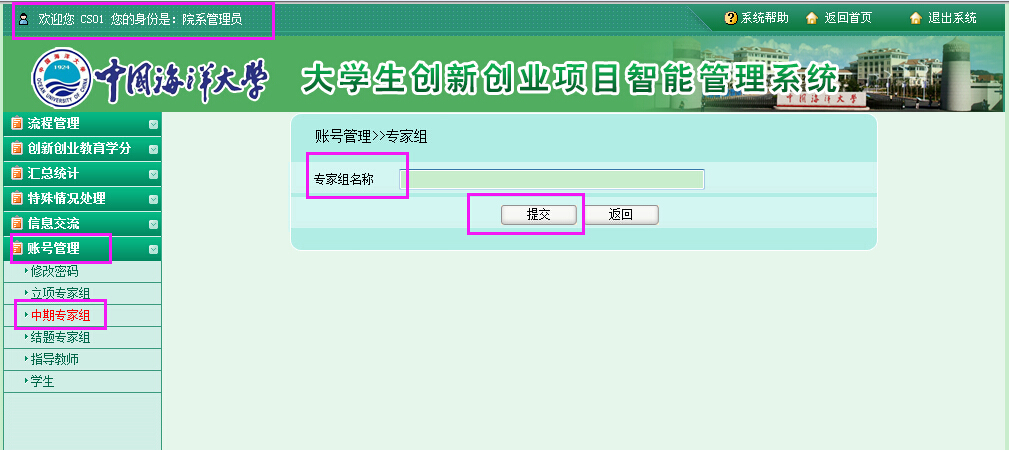 欢迎您 CS01 您的身份是：院系管理员
系统帮助 返回首页 退出系统
1924
OCEAN UNIVERSITY OF CHINA
中国海洋大学 大学生创新创业项目智能管理系统
中国海洋大学
流程管理
创新创业教育学分
汇总统计
特殊情况处理
信息交流
账号管理
修改密码
立项专家组
中期专家组
结题专家组
指导教师
学生
账号管理>>专家组
专家组名称
提交 返回